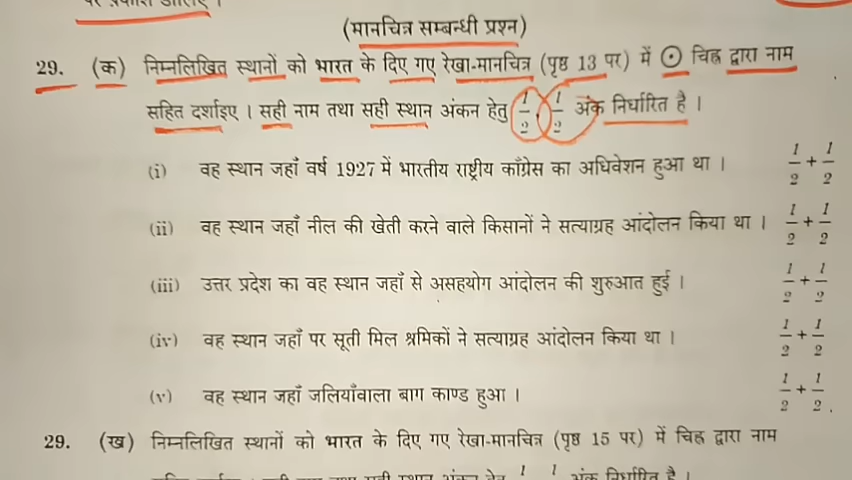 पर प्रकाश डालिए ।
(मानचित्र सम्बन्धी प्रश्न)
29. (क) निम्नलिखित स्थानों को भारत के दिए गए रेखा-मानचित्र (पृष्ठ 13 पर) में ⊙ चिह्न द्वारा नाम
सहित दर्शाइए । सही नाम तथा सही स्थान अंकन हेतु 1/2, 1/2 अंक निर्धारित है ।
(i) वह स्थान जहाँ वर्ष 1927 में भारतीय राष्ट्रीय काँग्रेस का अधिवेशन हुआ था । 1/2 + 1/2
(ii) वह स्थान जहाँ नील की खेती करने वाले किसानों ने सत्याग्रह आंदोलन किया था । 1/2 + 1/2
(iii) उत्तर प्रदेश का वह स्थान जहाँ से असहयोग आंदोलन की शुरुआत हुई । 1/2 + 1/2
(iv) वह स्थान जहाँ पर सूती मिल श्रमिकों ने सत्याग्रह आंदोलन किया था । 1/2 + 1/2
(v) वह स्थान जहाँ जलियाँवाला बाग काण्ड हुआ । 1/2 + 1/2
29. (ख) निम्नलिखित स्थानों को भारत के दिए गए रेखा-मानचित्र (पृष्ठ 15 पर) में चिह्न द्वारा नाम
अंक निर्धारित है ।